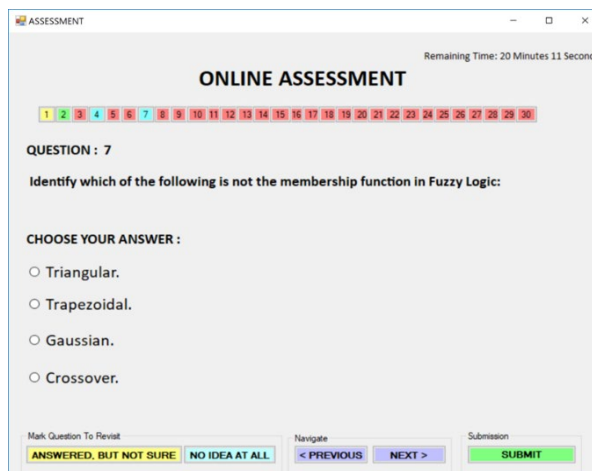 ASSESSMENT
Remaining Time: 20 Minutes 11 Second
ONLINE ASSESSMENT
1 2 3 4 5 6 7 8 9 10 11 12 13 14 15 16 17 18 19 20 21 22 23 24 25 26 27 28 29 30
QUESTION : 7
Identify which of the following is not the membership function in Fuzzy Logic:
CHOOSE YOUR ANSWER :
Triangular.
Trapezoidal.
Gaussian.
Crossover.
Mark Question To Revisit Navigate Submission
ANSWERED, BUT NOT SURE NO IDEA AT ALL < PREVIOUS NEXT > SUBMIT